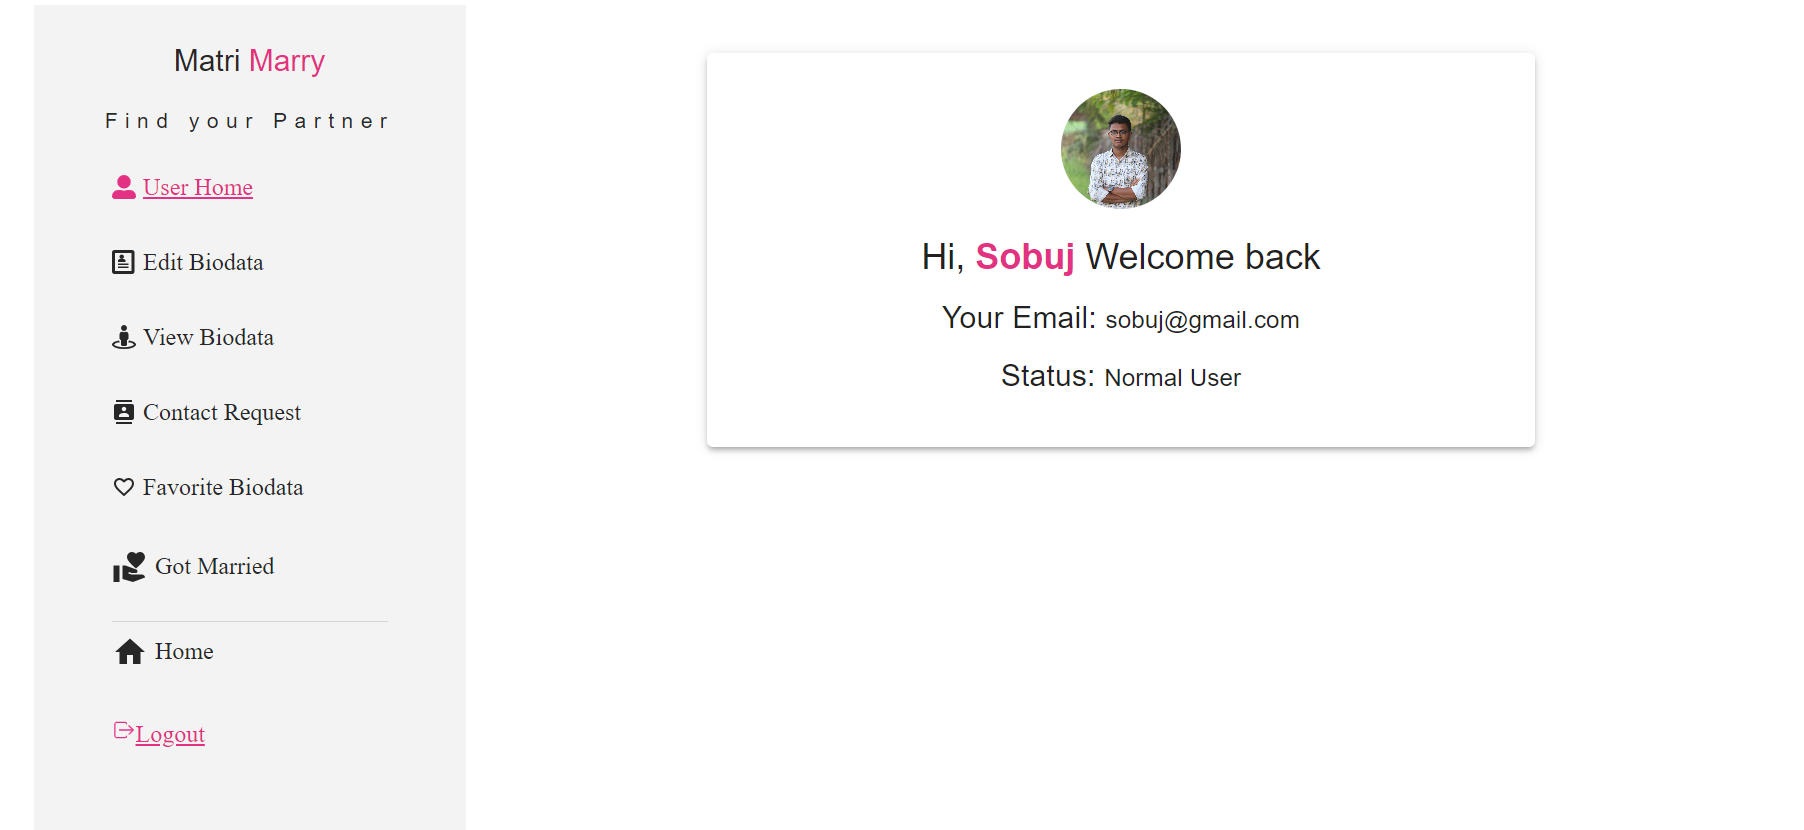 Matri Marry
Find your Partner
User Home
Edit Biodata
View Biodata
Contact Request
Favorite Biodata
Got Married
Home
Logout
Hi, Sobuj Welcome back
Your Email: sobuj@gmail.com
Status: Normal User